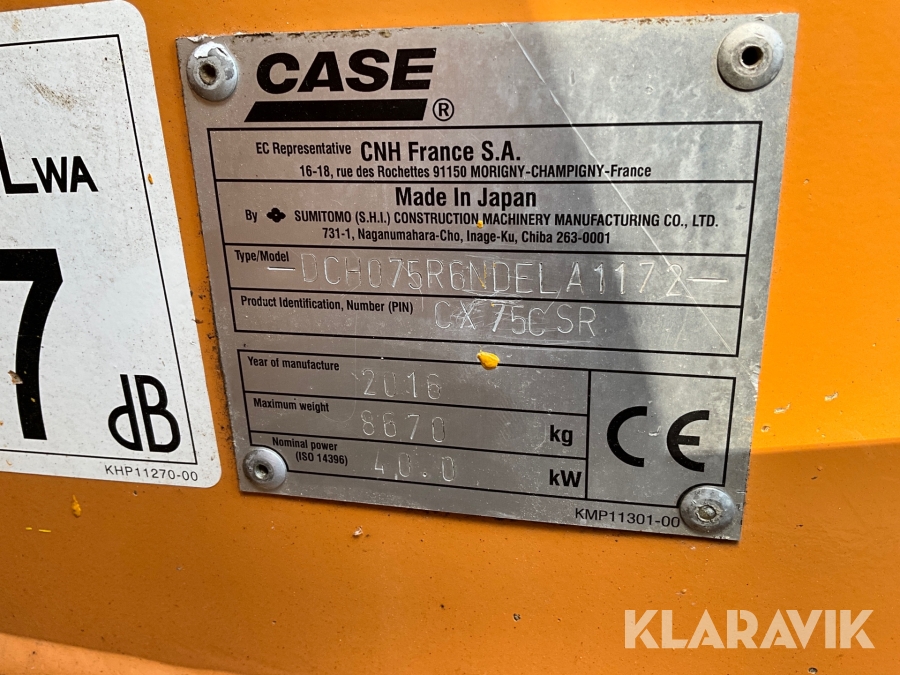 LWA
7
dB
KHP11270-00
CASE®
EC Representative CNH France S.A.
16-18, rue des Rochettes 91150 MORIGNY-CHAMPIGNY-France
Made In Japan
By SUMITOMO (S.H.I.) CONSTRUCTION MACHINERY MANUFACTURING CO., LTD.
731-1, Naganumahara-Cho, Inage-Ku, Chiba 263-0001
Type/Model —DCH075R6NDELA1172—
Product Identification, Number (PIN) CX75CSR
Year of manufacture 2016
Maximum weight 8670 kg
Nominal power
(ISO 14396) 40.0 kW
CE
KMP11301-00
KLARAVIK